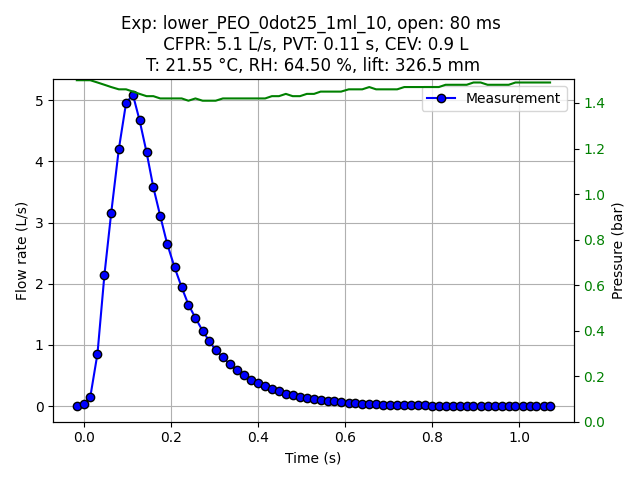 Exp: lower_PEO_0dot25_1ml_10, open: 80 ms
CFPR: 5.1 L/s, PVT: 0.11 s, CEV: 0.9 L
T: 21.55 °C, RH: 64.50 %, lift: 326.5 mm
Measurement
Flow rate (L/s)
5
4
3
2
1
0
1.4
1.2
1.0
0.8
0.6
0.4
0.2
0.0
Pressure (bar)
0.0 0.2 0.4 0.6 0.8 1.0
Time (s)